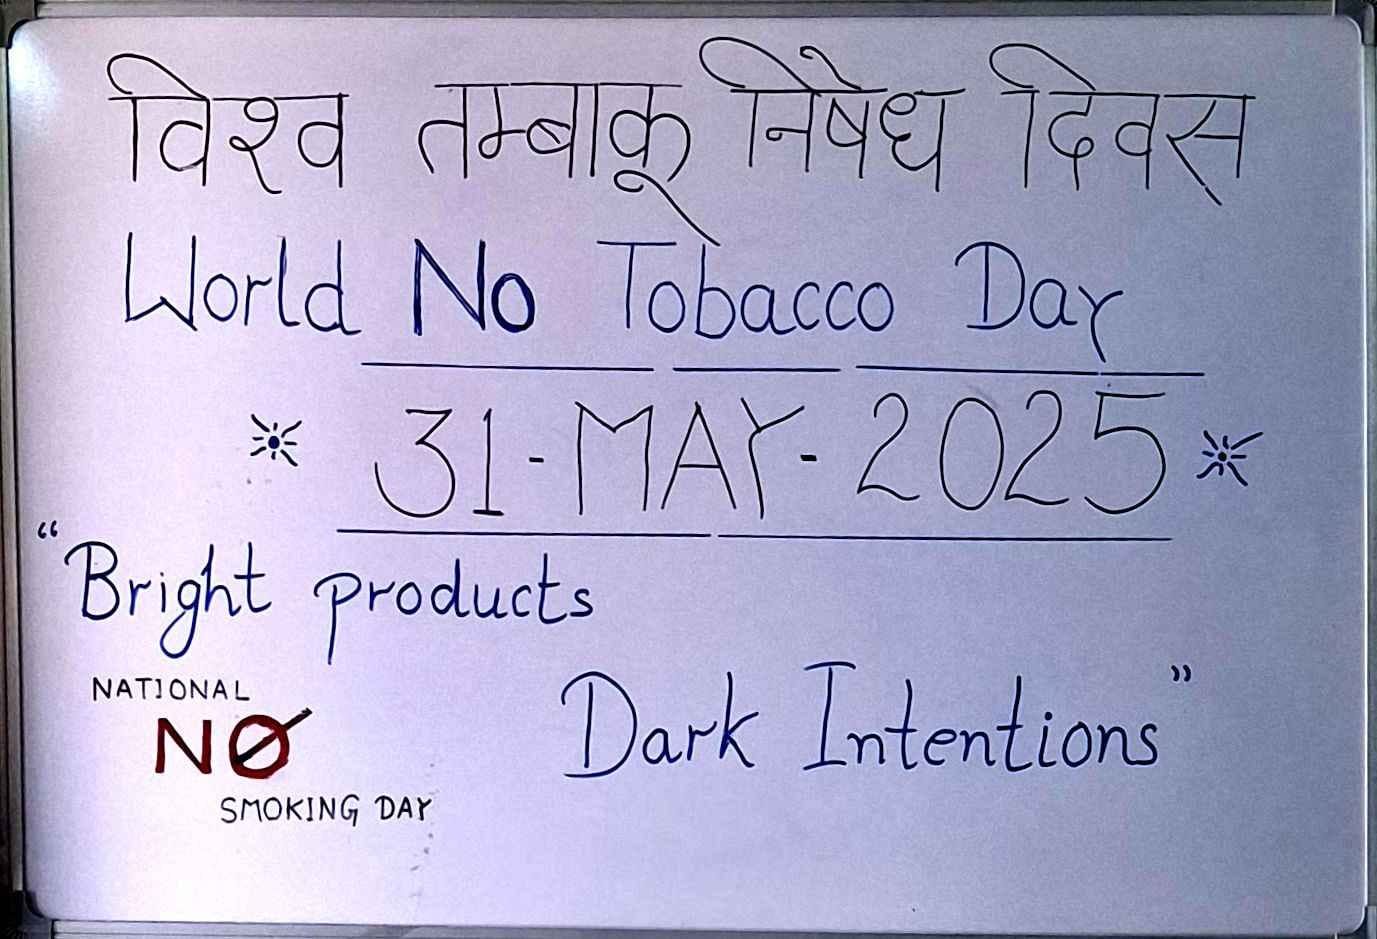 विश्व तम्बाकू निषेध दिवस
World No Tobacco Day
31-MAY-2025
“Bright products
Dark Intentions”
NATIONAL
NO
SMOKING DAY